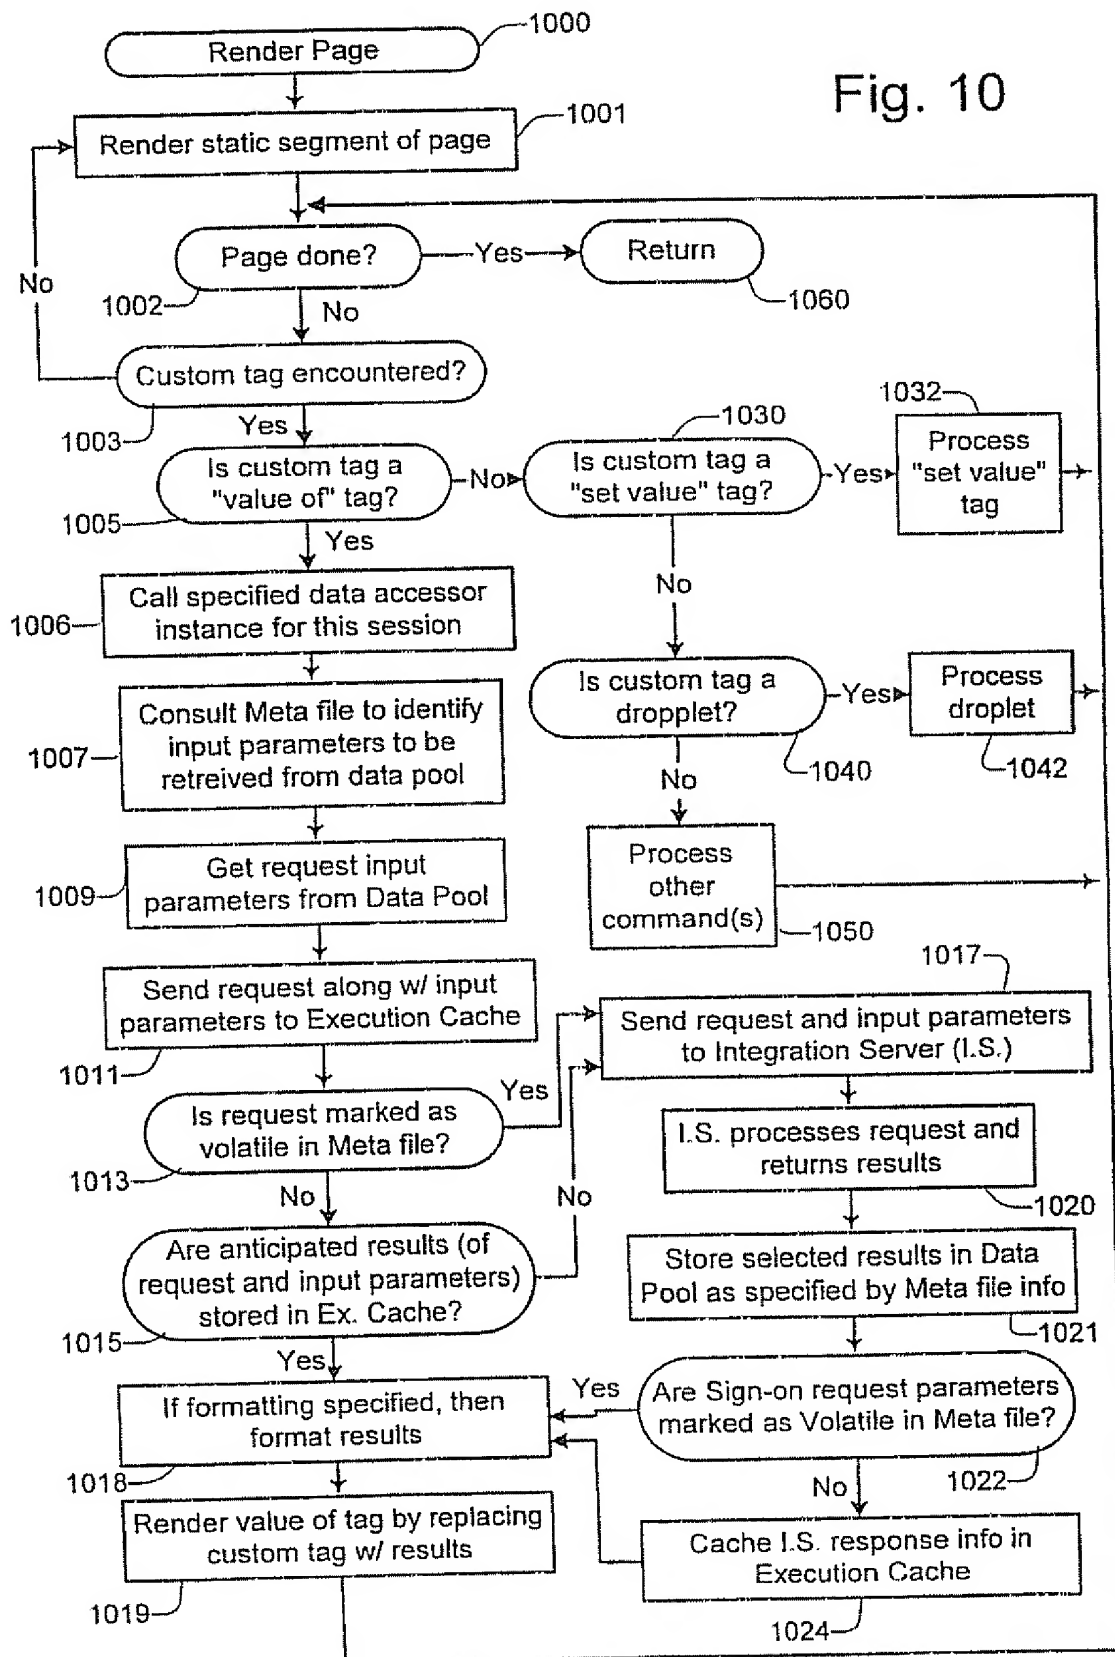 1000
Render Page
Fig. 10
1001
Render static segment of page
Page done?
Yes
Return
No
1002
No
1060
Custom tag encountered?
1003
Yes
1030
1032
Is custom tag a
"value of" tag?
No
Is custom tag a
"set value" tag?
Yes
Process
"set value"
tag
1005
Yes
No
Call specified data accessor
instance for this session
1006
Is custom tag a
dropplet?
Yes
Process
droplet
1040
1042
Consult Meta file to identify
input parameters to be
retreived from data pool
1007
No
Get request input
parameters from Data Pool
1009
Process
other
command(s)
1050
1017
Send request along w/ input
parameters to Execution Cache
1011
Send request and input parameters
to Integration Server (I.S.)
Yes
Is request marked as
volatile in Meta file?
1013
No
No
I.S. processes request and
returns results
1020
Are anticipated results (of
request and input parameters)
stored in Ex. Cache?
1015
Yes
Store selected results in Data
Pool as specified by Meta file info
1021
Yes
Are Sign-on request parameters
marked as Volatile in Meta file?
1022
No
If formatting specified, then
format results
1018
Render value of tag by replacing
custom tag w/ results
1019
Cache I.S. response info in
Execution Cache
1024